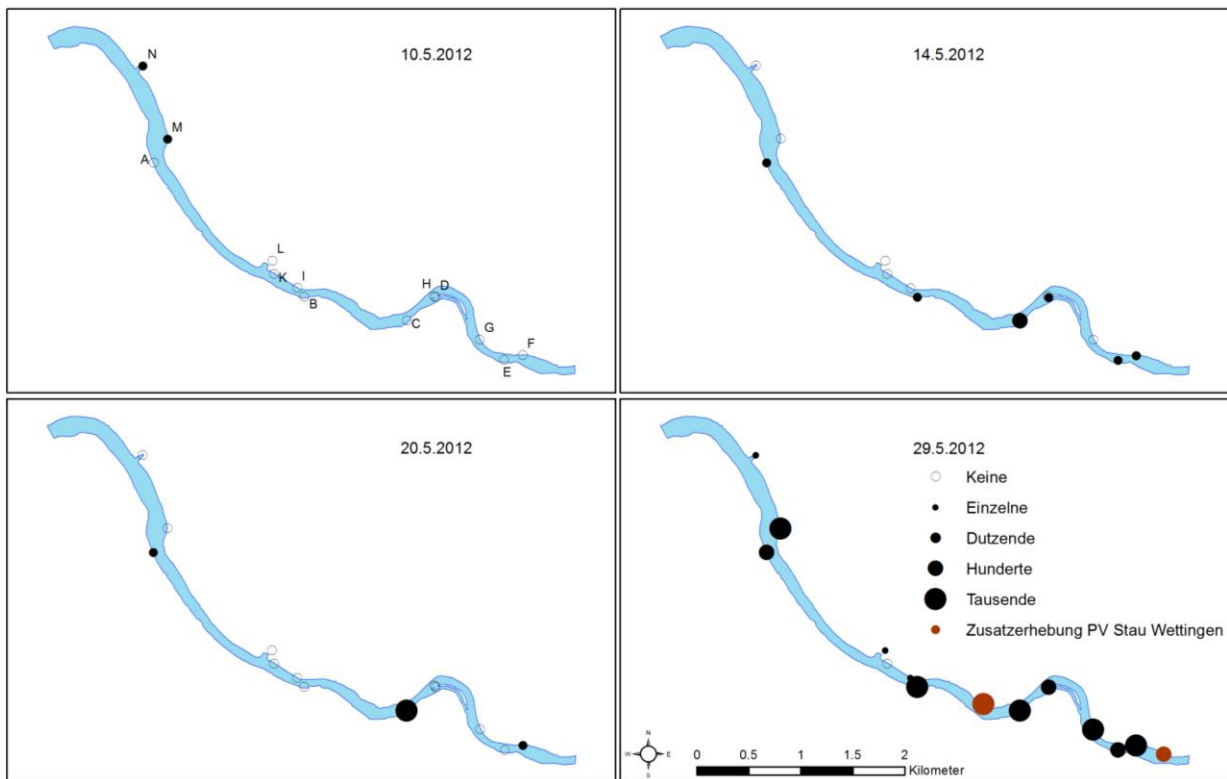 10.5.2012
N
M
A
L
K
I
B
H
D
C
G
F
E
14.5.2012
20.5.2012
29.5.2012
Keine
Einzelne
Dutzende
Hunderte
Tausende
Zusatzerhebung PV Stau Wettingen
N
W
E
S
0 0.5 1 1.5 2
Kilometer